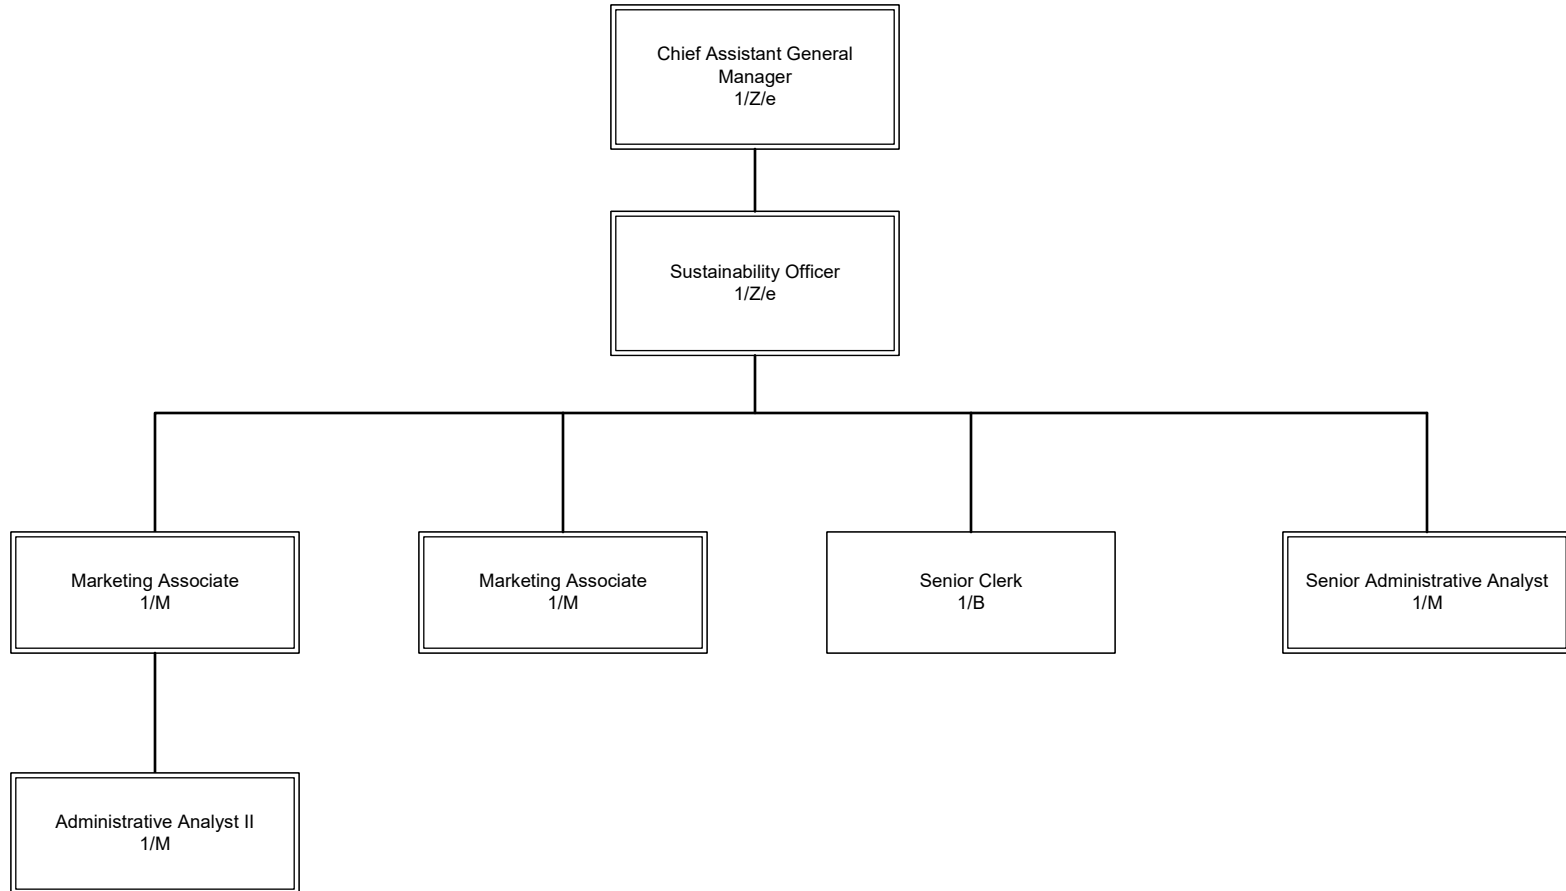 Chief Assistant General
Manager
1/Z/e
Sustainability Officer
1/Z/e
Marketing Associate
1/M
Marketing Associate
1/M
Senior Clerk
1/B
Senior Administrative Analyst
1/M
Administrative Analyst II
1/M